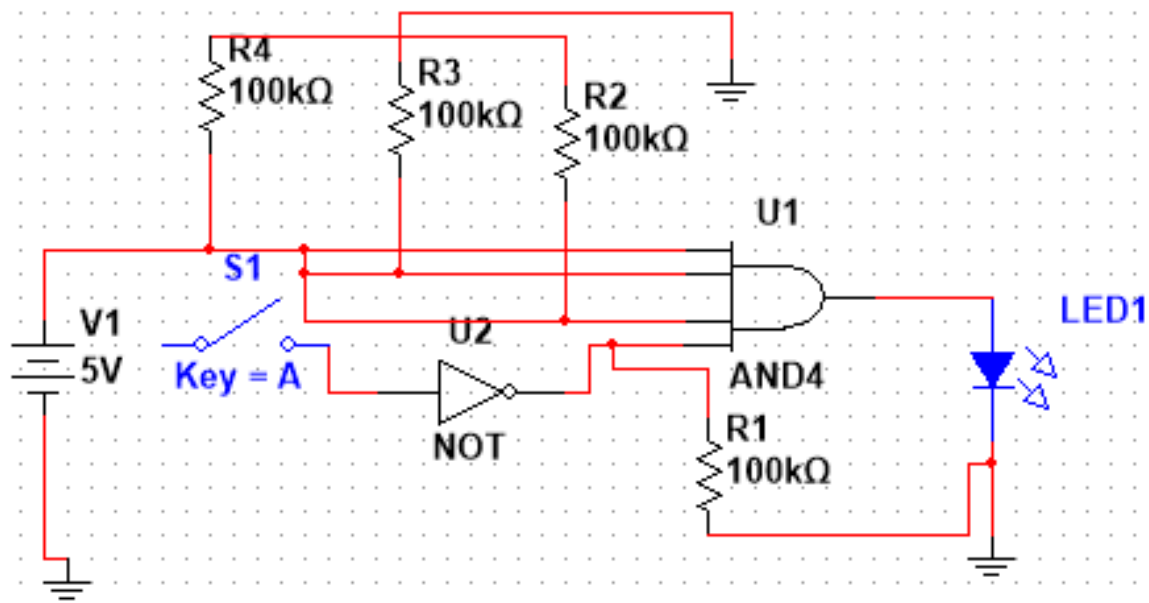 R4
100kΩ
R3
100kΩ
R2
100kΩ
U1
S1
V1
5V
Key = A
U2
NOT
AND4
LED1
R1
100kΩ